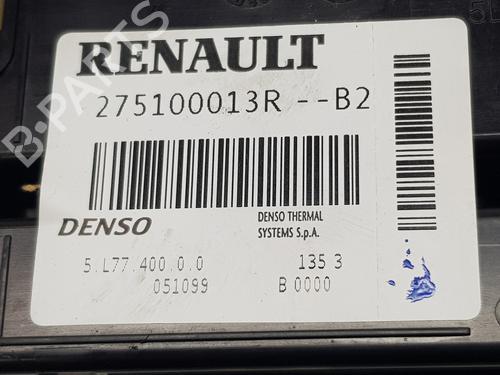 RENAULT
275100013R --B2
DENSO
DENSO THERMAL
SYSTEMS S.p.A.
5.L77.400.0.0
135 3
051099
B 0000
B-PARTS